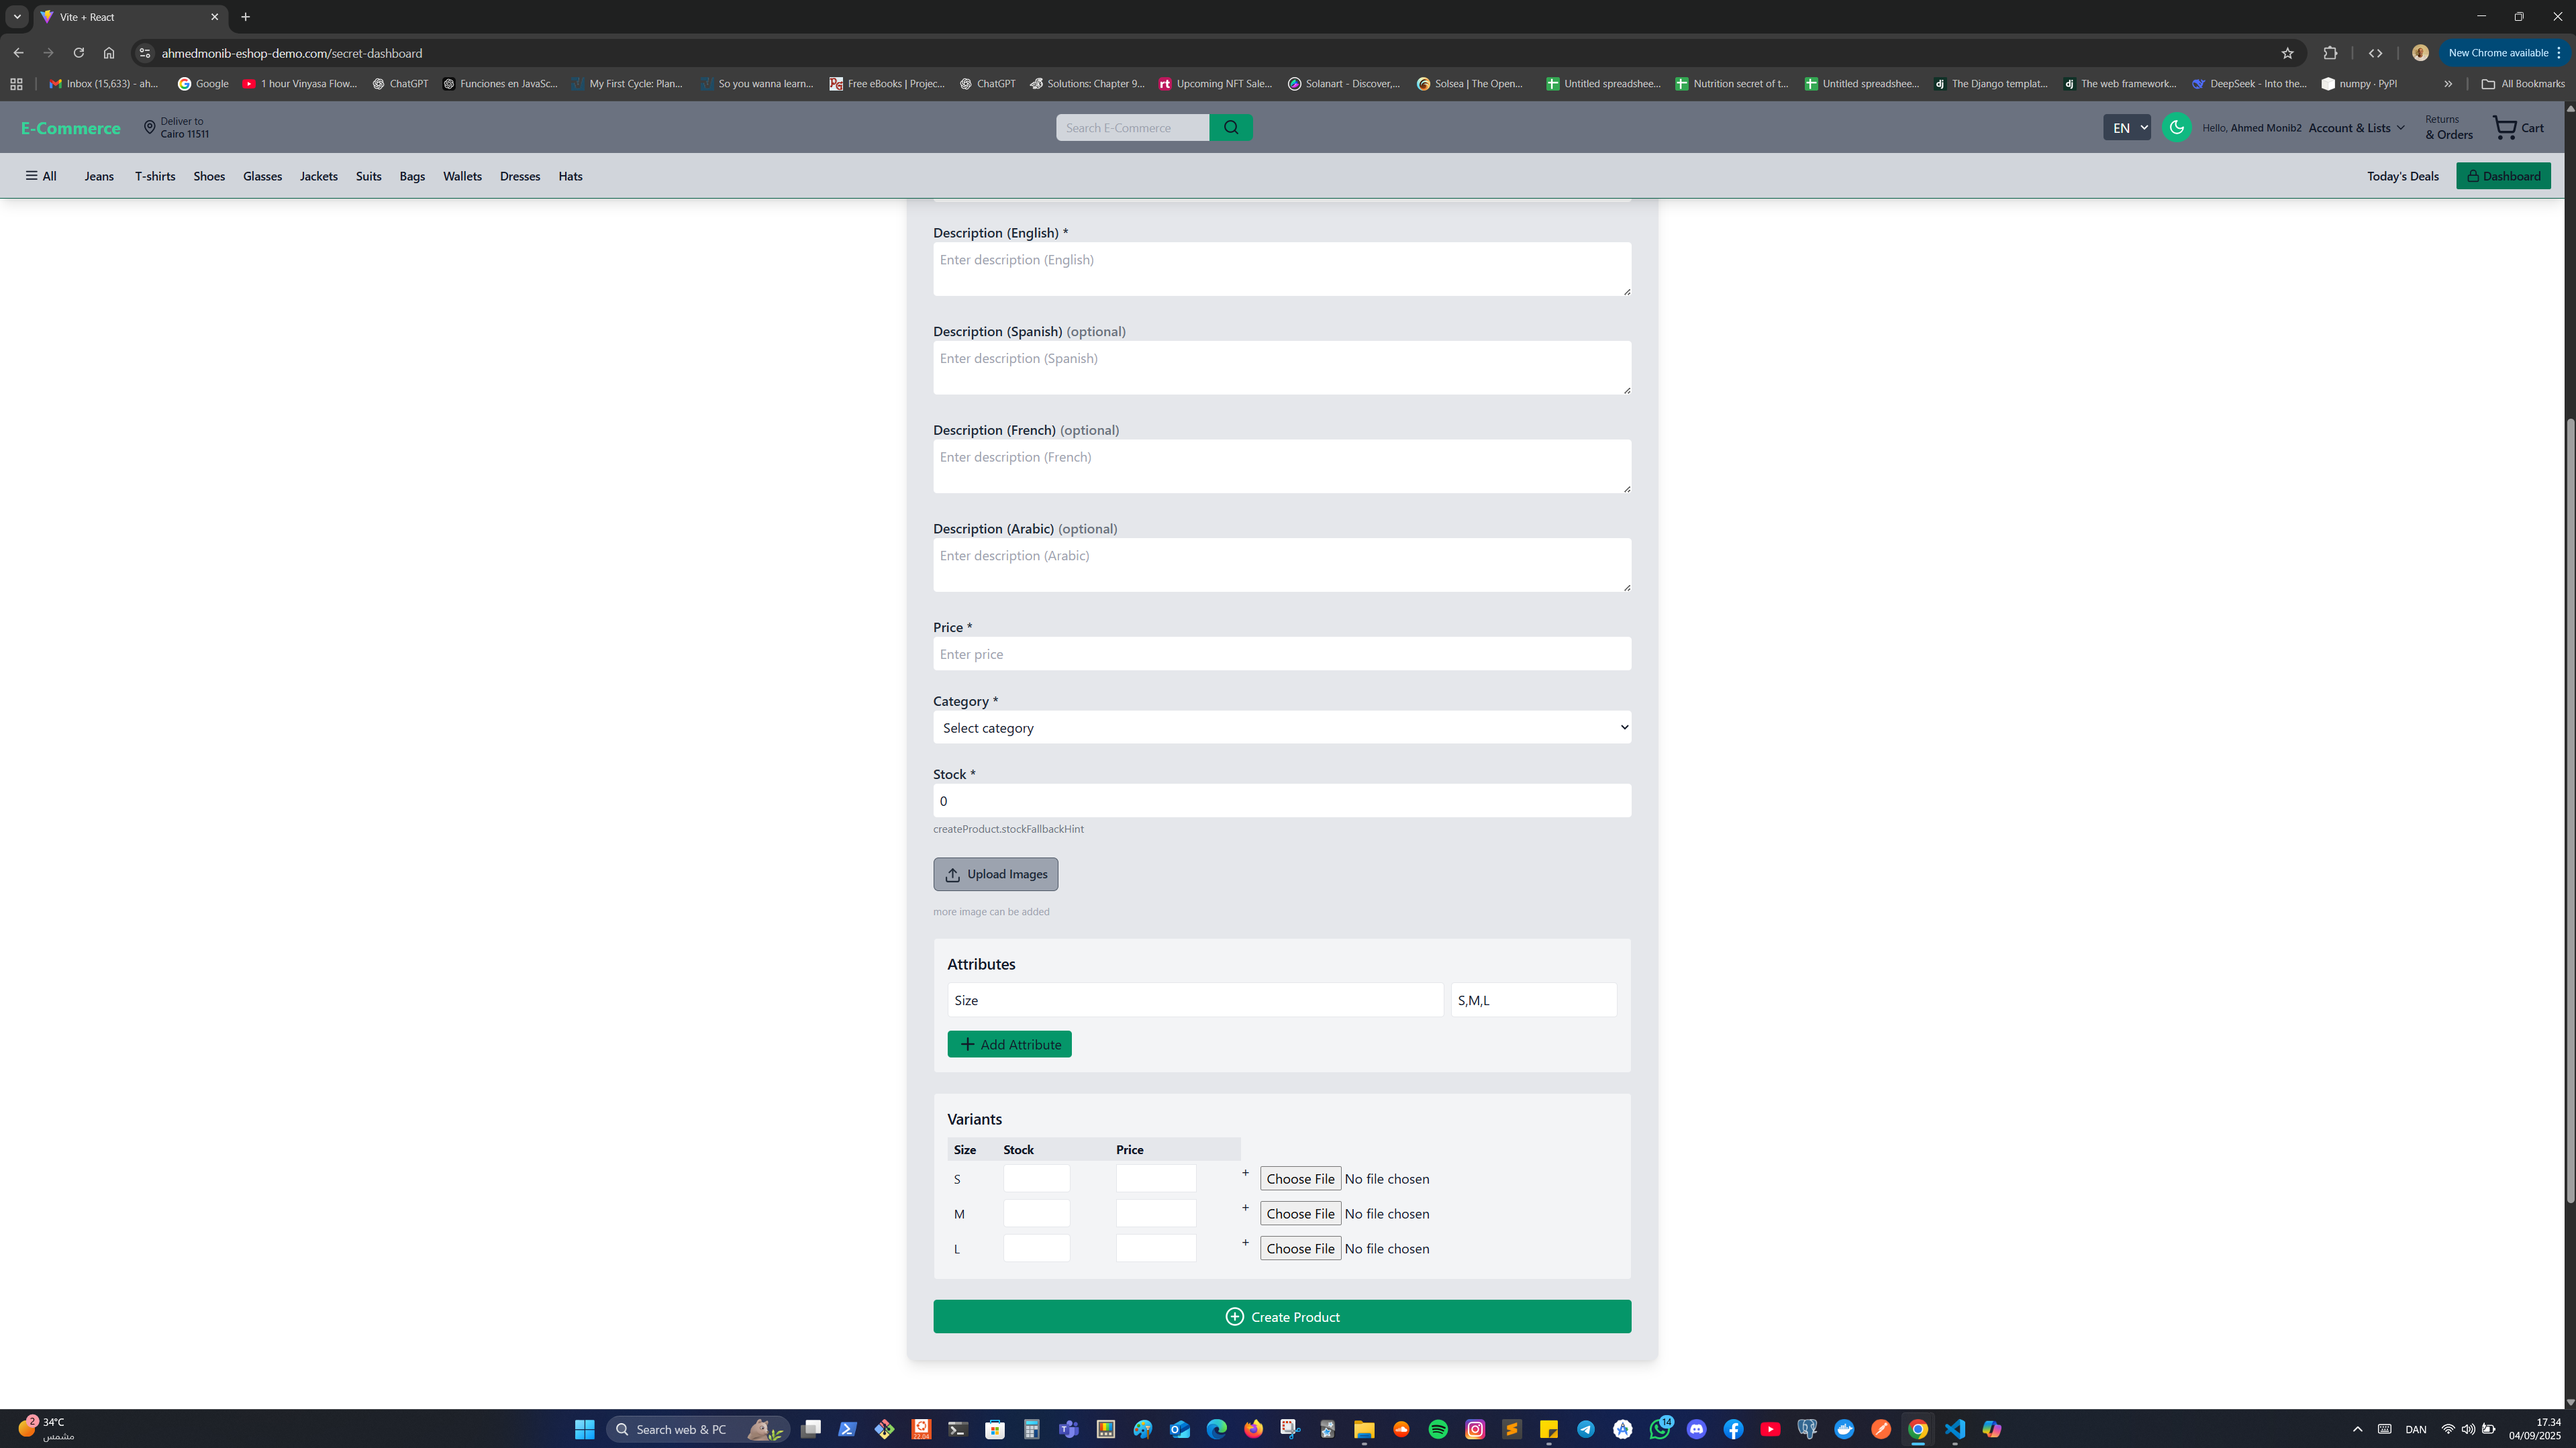 Vite + React
ahmedmonib-eshop-demo.com/secret-dashboard
New Chrome available
Inbox (15,633) - ah...
Google
1 hour Vinyasa Flow...
ChatGPT
Funciones en JavaSc...
My First Cycle: Plan...
So you wanna learn...
Free eBooks | Projec...
ChatGPT
Solutions: Chapter 9...
Upcoming NFT Sale...
Solanart - Discover,...
Solsea | The Open...
Untitled spreadshee...
Nutrition secret of t...
Untitled spreadshee...
The Django templat...
The web framework...
DeepSeek - Into the...
numpy · PyPI
All Bookmarks
E-Commerce
Deliver to
Cairo 11511
Search E-Commerce
EN
Hello, Ahmed Monib2
Account & Lists
Returns
& Orders
Cart
All
Jeans
T-shirts
Shoes
Glasses
Jackets
Suits
Bags
Wallets
Dresses
Hats
Today's Deals
Dashboard
Description (English) *
Enter description (English)
Description (Spanish) (optional)
Enter description (Spanish)
Description (French) (optional)
Enter description (French)
Description (Arabic) (optional)
Enter description (Arabic)
Price *
Enter price
Category *
Select category
Stock *
0
createProduct.stockFallbackHint
Upload Images
more image can be added
Attributes
Size
S,M,L
Add Attribute
Variants
Size Stock Price
S + Choose File No file chosen
M + Choose File No file chosen
L + Choose File No file chosen
Create Product
2
34°C
مشمس
Search web & PC
22.04
14
DAN
17.34
04/09/2025